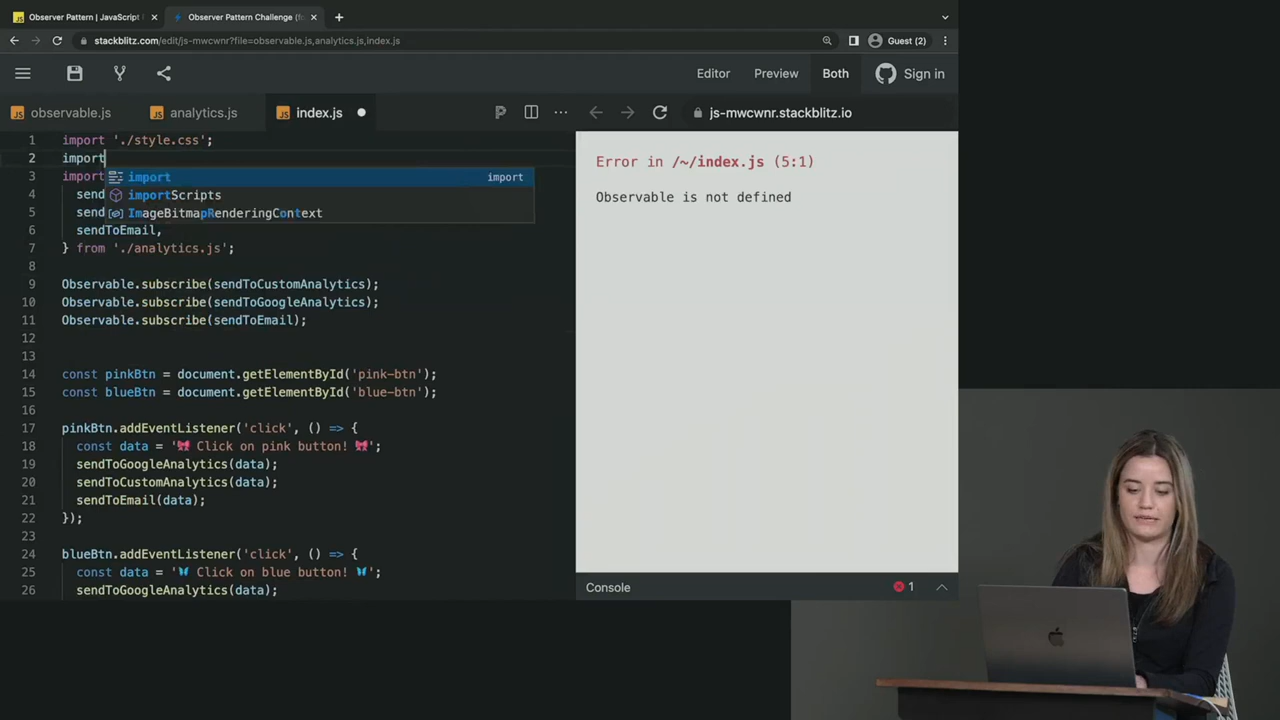 Observer Pattern | JavaScript
Observer Pattern Challenge (fo
stackblitz.com/edit/js-mwcwnr?file=observable.js,analytics.js,index.js
Guest (2)
Editor
Preview
Both
Sign in
JS observable.js
JS analytics.js
JS index.js
js-mwcwnr.stackblitz.io
1 import './style.css';
2 import
3 import
4 send
5 send
6 sendToEmail,
7 } from './analytics.js';
8
9 Observable.subscribe(sendToCustomAnalytics);
10 Observable.subscribe(sendToGoogleAnalytics);
11 Observable.subscribe(sendToEmail);
12
13
14 const pinkBtn = document.getElementById('pink-btn');
15 const blueBtn = document.getElementById('blue-btn');
16
17 pinkBtn.addEventListener('click', () => {
18 const data = '🎀 Click on pink button! 🎀';
19 sendToGoogleAnalytics(data);
20 sendToCustomAnalytics(data);
21 sendToEmail(data);
22 });
23
24 blueBtn.addEventListener('click', () => {
25 const data = '🦋 Click on blue button! 🦋';
26 sendToGoogleAnalytics(data);
import import
importScripts
ImageBitmapRenderingContext
Error in /~/index.js (5:1)
Observable is not defined
Console
1